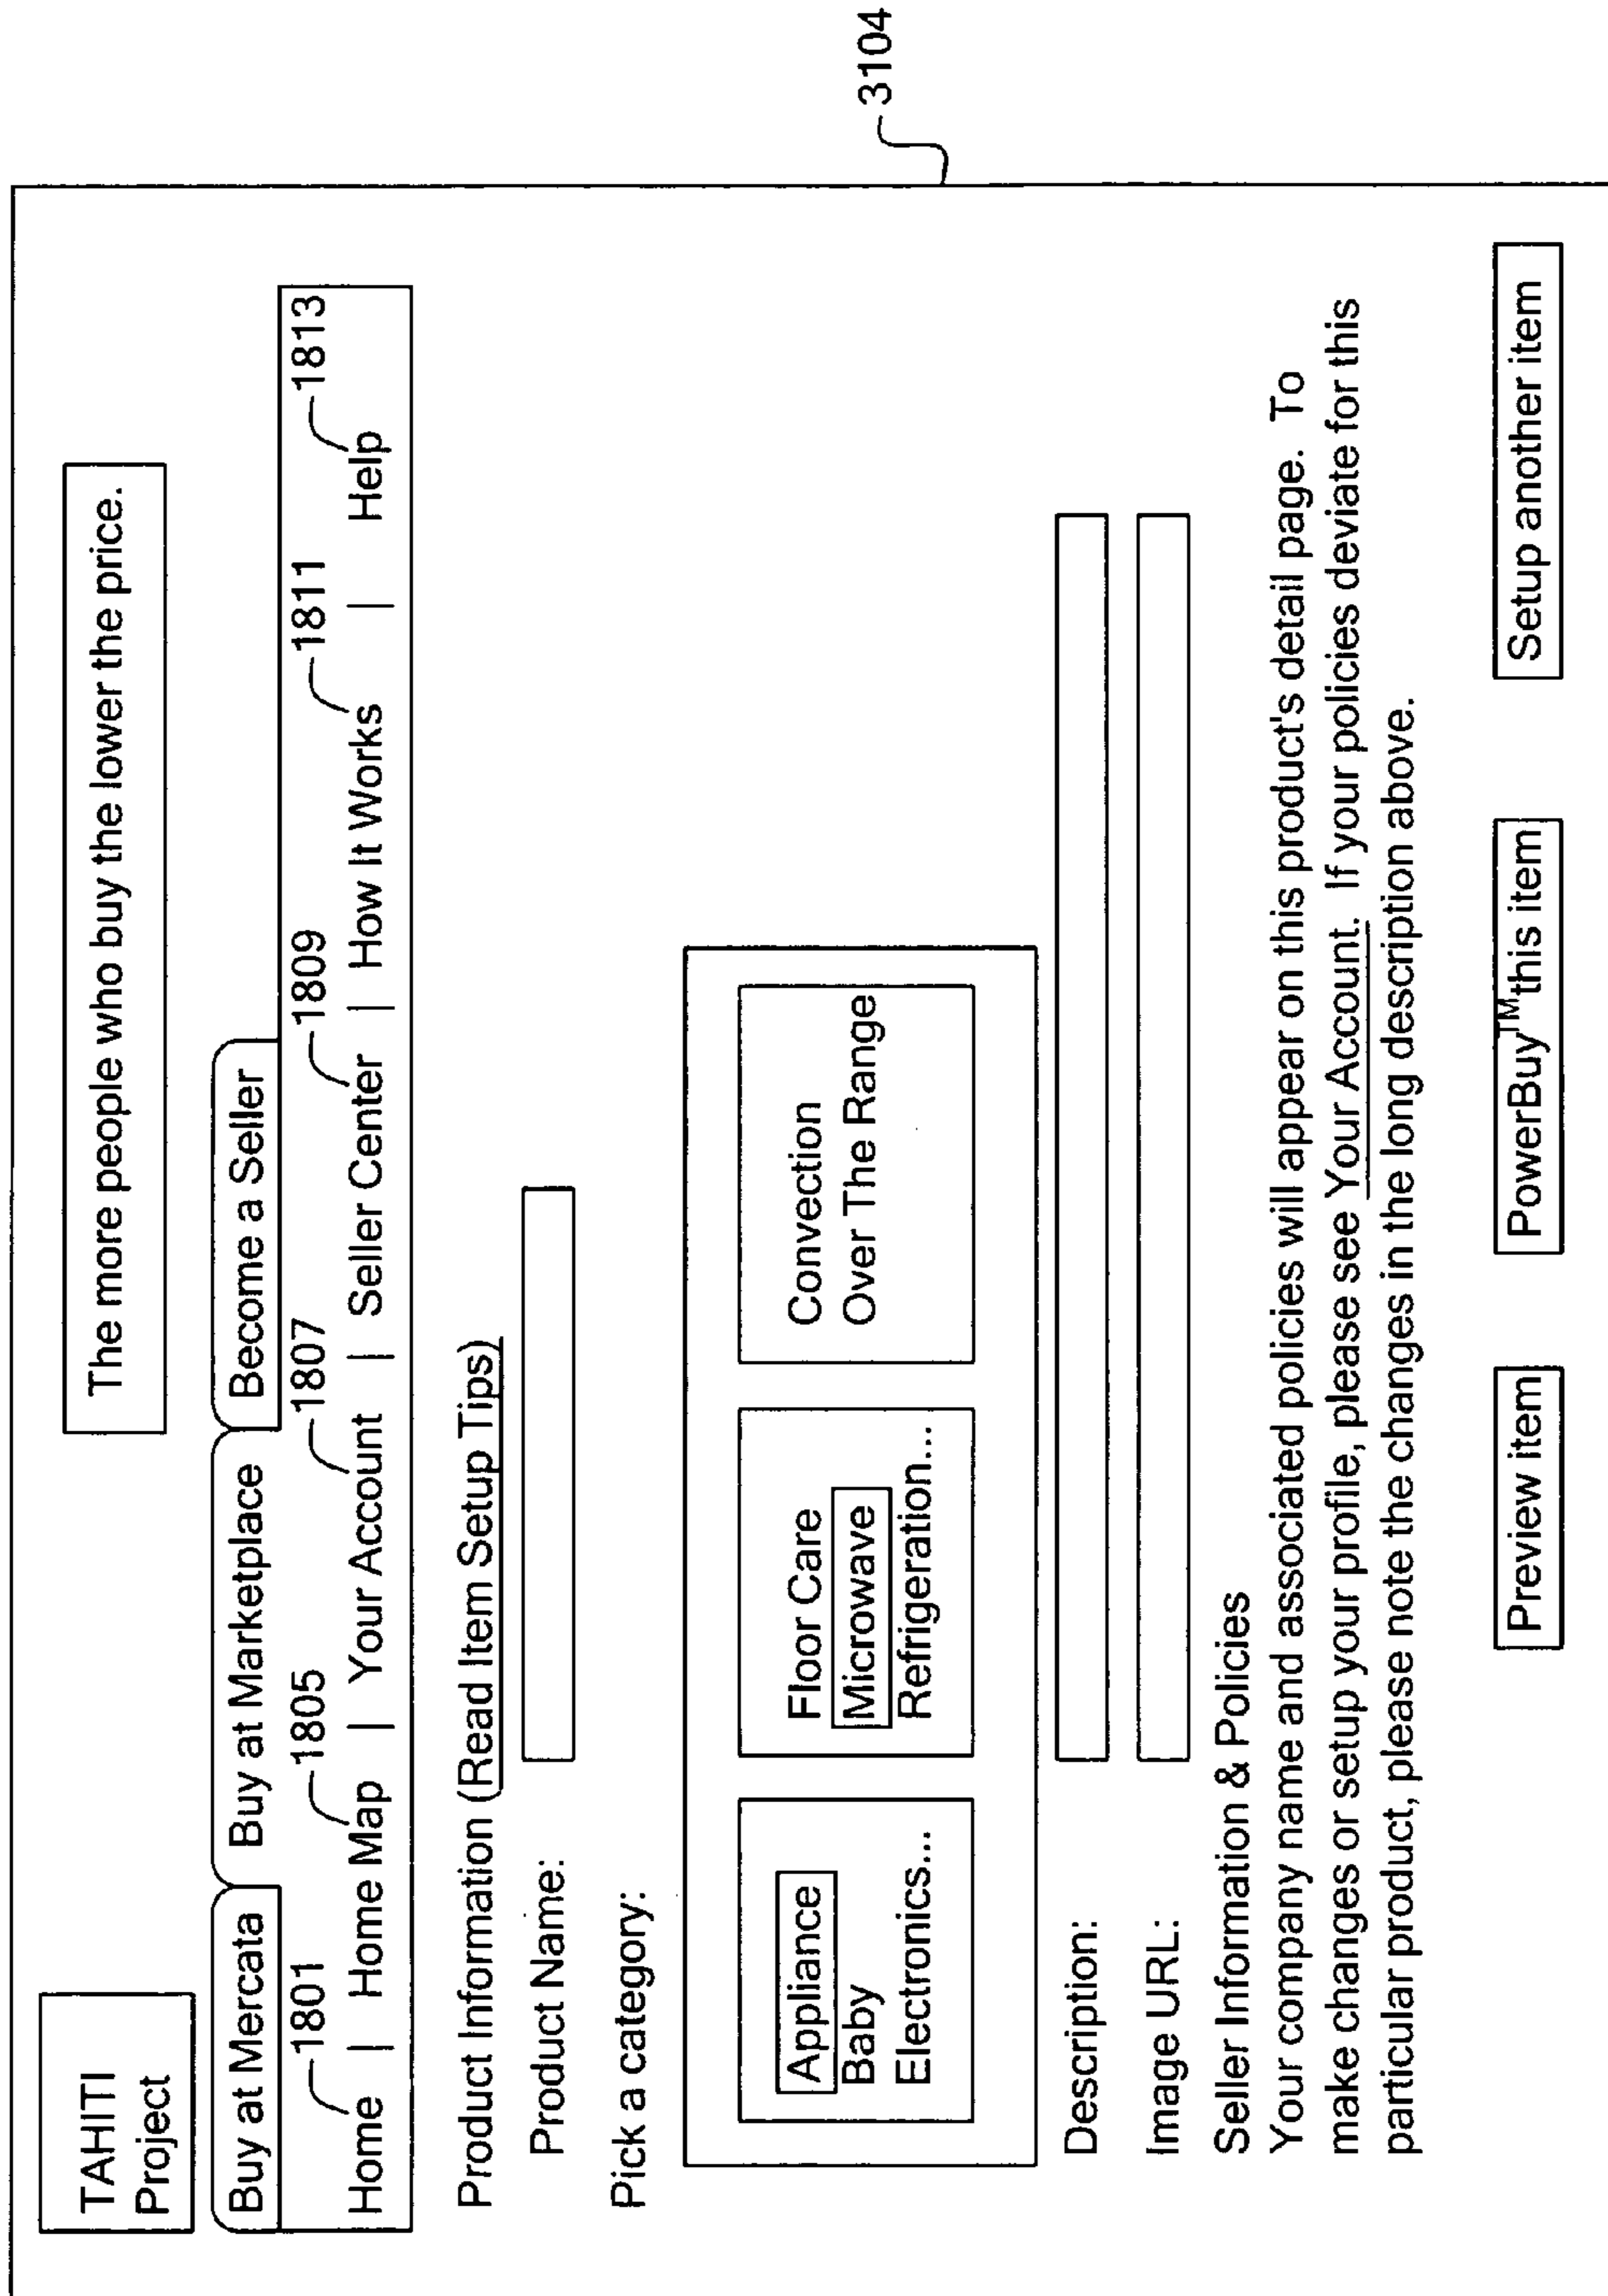 TAHITI
Project
The more people who buy the lower the price.
Buy at Mercata
Buy at Marketplace
Become a Seller
1801
1805
1807
1809
1811
1813
Home | Home Map | Your Account | Seller Center | How It Works | Help
Product Information (Read Item Setup Tips)
Product Name:
Pick a category:
Appliance
Baby
Electronics...
Floor Care
Microwave
Refrigeration...
Convection
Over The Range
Description:
Image URL:
Seller Information & Policies
Your company name and associated policies will appear on this product's detail page. To
make changes or setup your profile, please see Your Account. If your policies deviate for this
particular product, please note the changes in the long description above.
Preview item
PowerBuy™ this item
Setup another item
3104